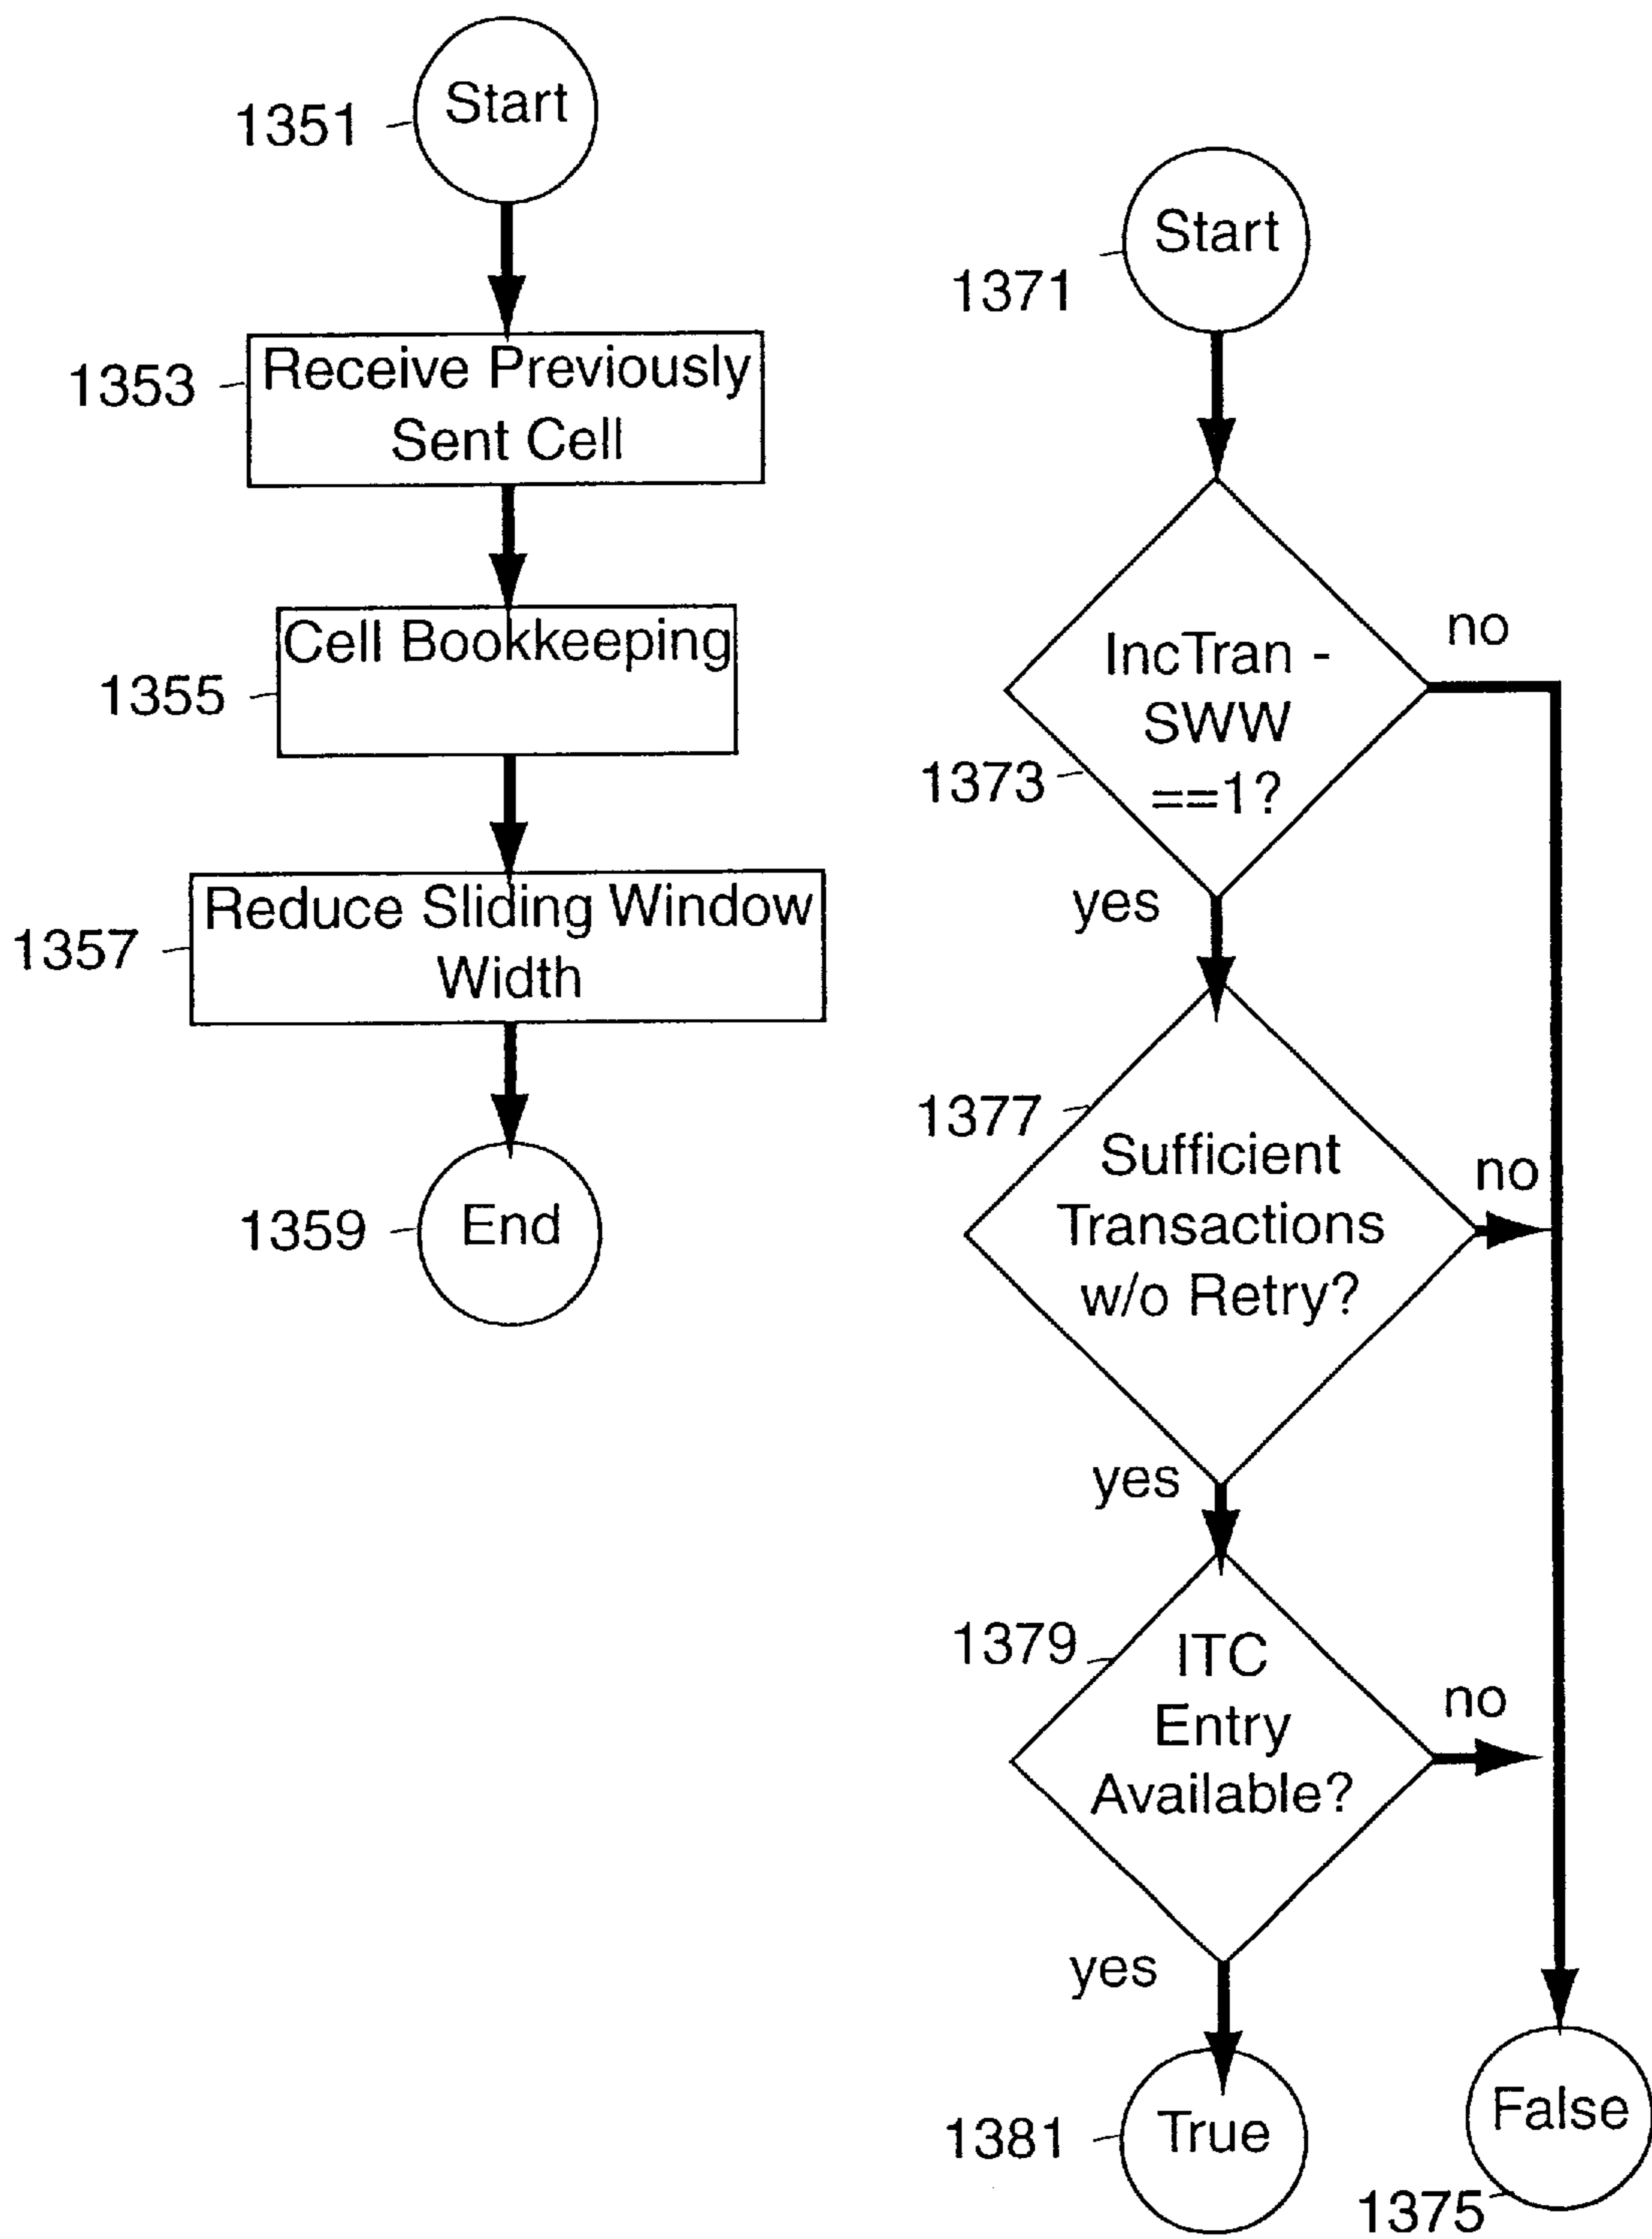 Start
1351
Receive Previously
Sent Cell
1353
Cell Bookkeeping
1355
Reduce Sliding Window
Width
1357
End
1359
Start
1371
IncTran -
SWW
==1?
1373
no
yes
1377
Sufficient
Transactions
w/o Retry?
no
yes
1379
ITC
Entry
Available?
no
yes
True
1381
False
1375